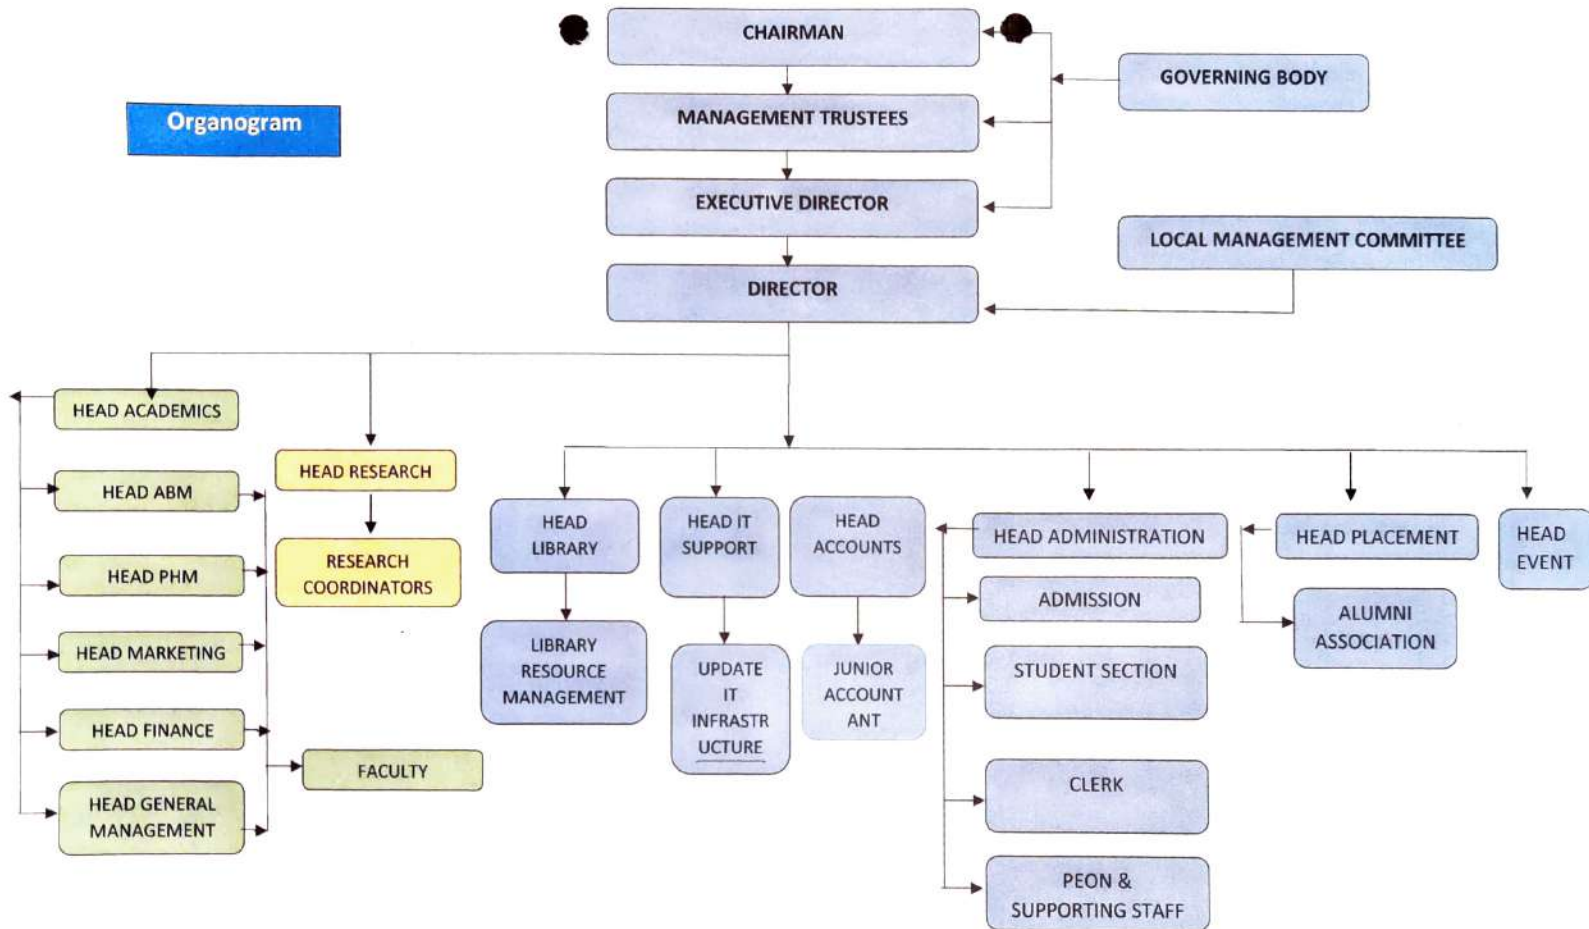 CHAIRMAN
GOVERNING BODY
Organogram
MANAGEMENT TRUSTEES
EXECUTIVE DIRECTOR
LOCAL MANAGEMENT COMMITTEE
DIRECTOR
HEAD ACADEMICS
HEAD ABM
HEAD PHM
HEAD MARKETING
HEAD FINANCE
HEAD GENERAL
MANAGEMENT
FACULTY
HEAD RESEARCH
RESEARCH
COORDINATORS
HEAD
LIBRARY
LIBRARY
RESOURCE
MANAGEMENT
HEAD IT
SUPPORT
UPDATE
IT
INFRASTR
UCTURE
HEAD
ACCOUNTS
JUNIOR
ACCOUNT
ANT
HEAD ADMINISTRATION
ADMISSION
STUDENT SECTION
CLERK
PEON &
SUPPORTING STAFF
HEAD PLACEMENT
ALUMNI
ASSOCIATION
HEAD
EVENT